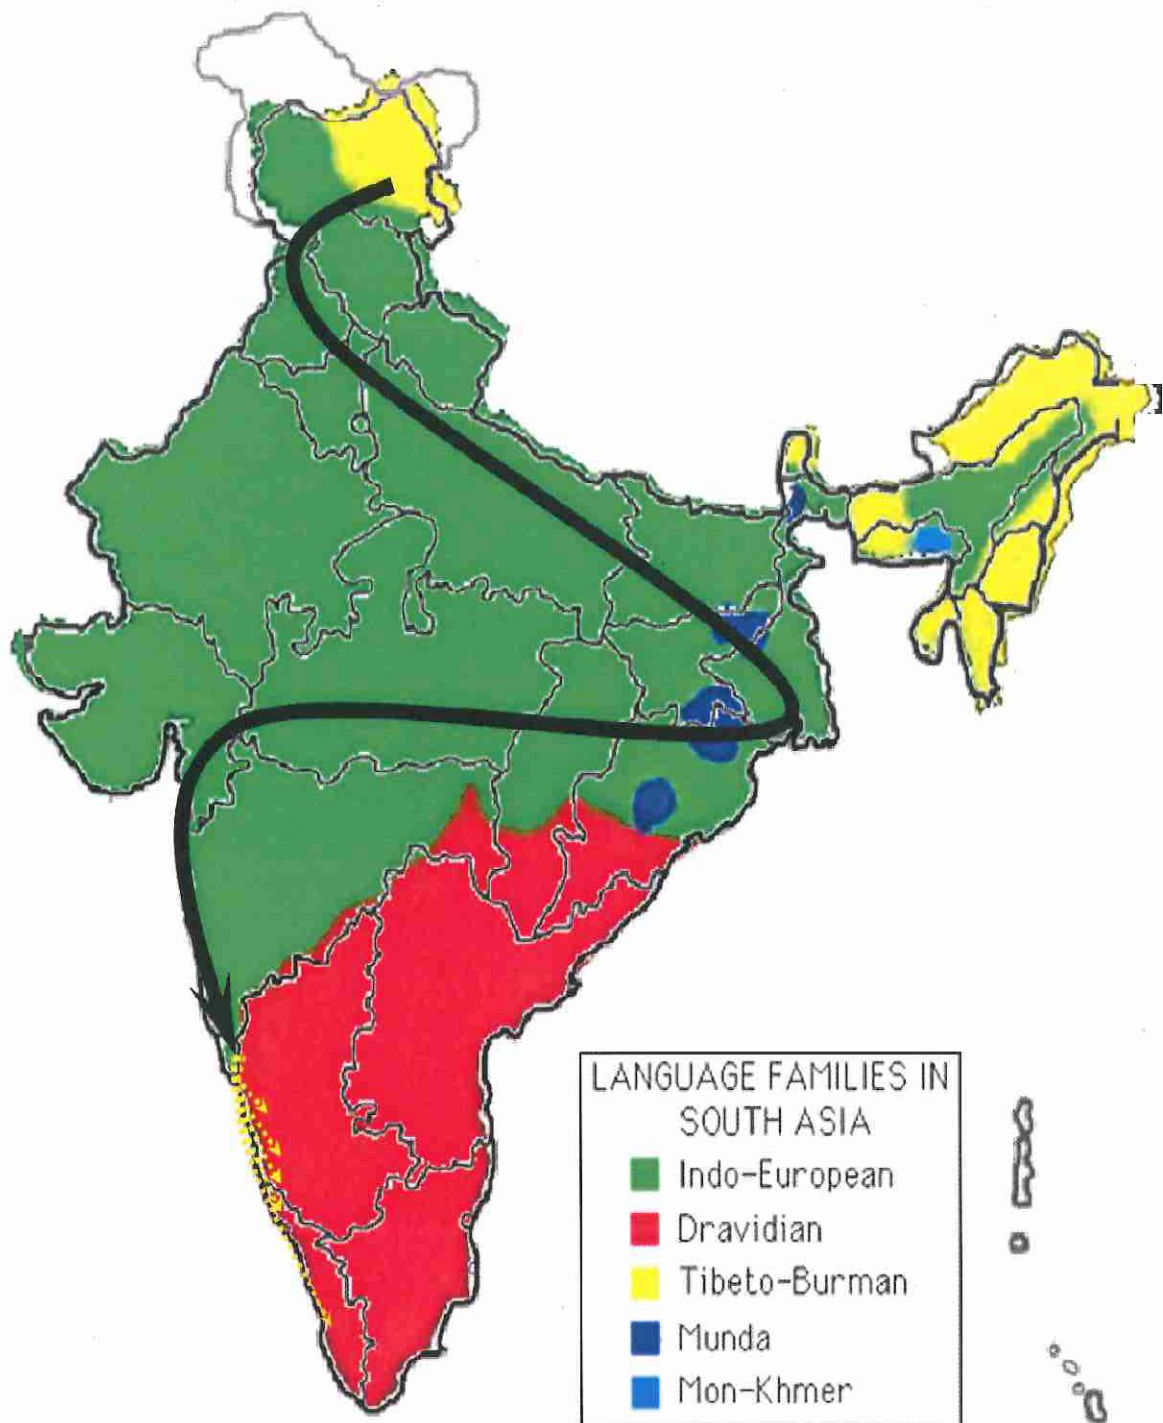 LANGUAGE FAMILIES IN
SOUTH ASIA
Indo-European
Dravidian
Tibeto-Burman
Munda
Mon-Khmer